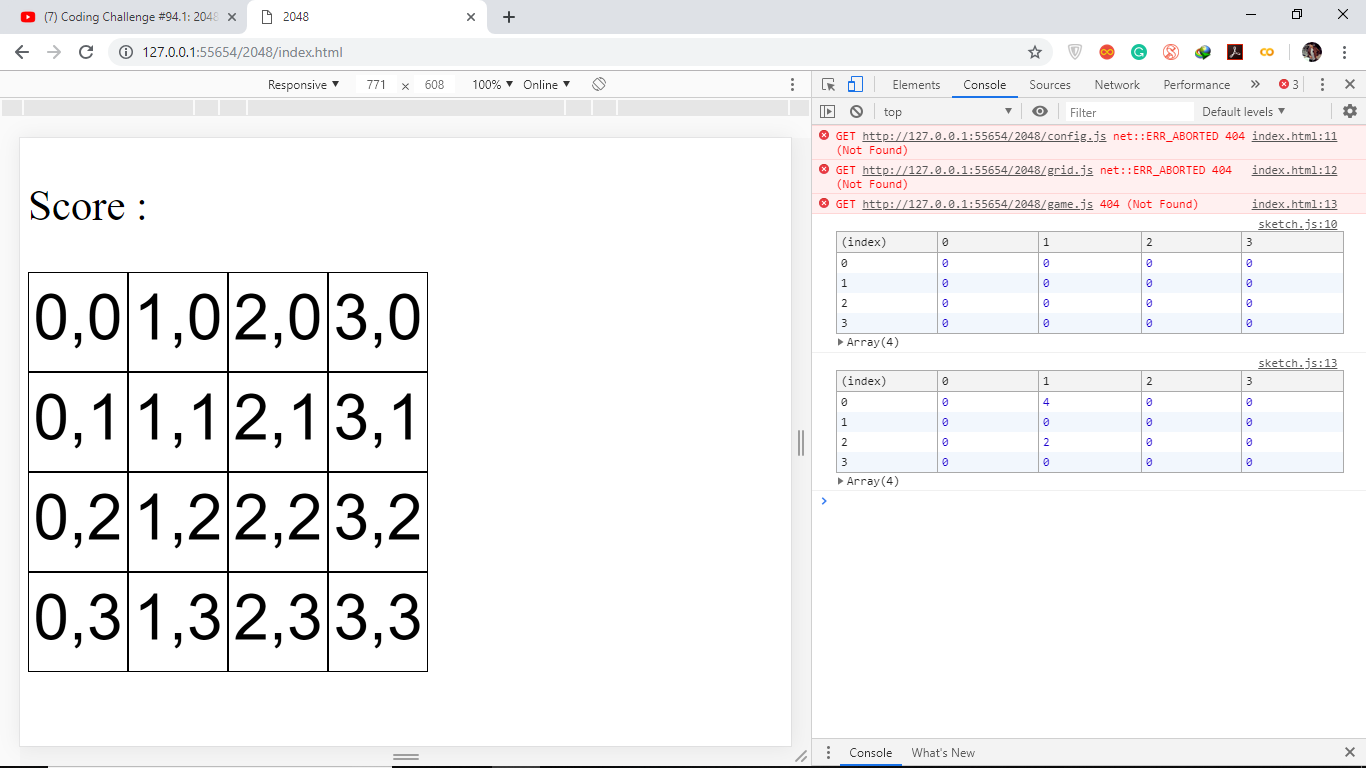 (7) Coding Challenge #94.1: 2048
2048
127.0.0.1:55654/2048/index.html
Responsive ▼ 771 × 608 100% ▼ Online ▼
Elements Console Sources Network Performance » 3
top ▼ Filter Default levels ▼
GET http://127.0.0.1:55654/2048/config.js net::ERR_ABORTED 404 index.html:11
(Not Found)
GET http://127.0.0.1:55654/2048/grid.js net::ERR_ABORTED 404 index.html:12
(Not Found)
GET http://127.0.0.1:55654/2048/game.js 404 (Not Found) index.html:13
sketch.js:10
(index) 0 1 2 3
0 0 0 0 0
1 0 0 0 0
2 0 0 0 0
3 0 0 0 0
▶ Array(4)
sketch.js:13
(index) 0 1 2 3
0 0 4 0 0
1 0 0 0 0
2 0 2 0 0
3 0 0 0 0
▶ Array(4)
Score :
0,0 1,0 2,0 3,0
0,1 1,1 2,1 3,1
0,2 1,2 2,2 3,2
0,3 1,3 2,3 3,3
Console What's New